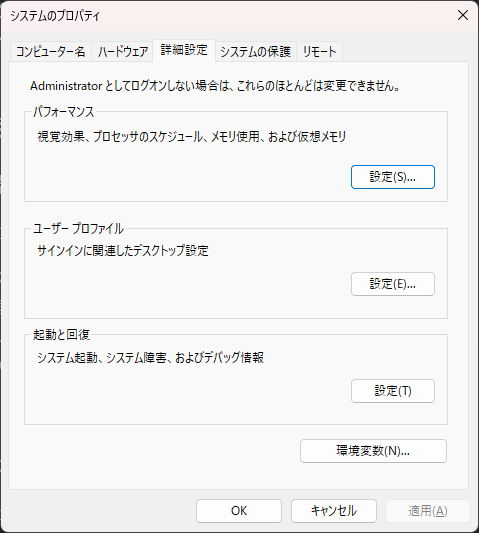 システムのプロパティ
コンピューター名 ハードウェア 詳細設定 システムの保護 リモート
Administrator としてログオンしない場合は、これらのほとんどは変更できません。
パフォーマンス
視覚効果、プロセッサのスケジュール、メモリ使用、および仮想メモリ
設定(S)...
ユーザー プロファイル
サインインに関連したデスクトップ設定
設定(E)...
起動と回復
システム起動、システム障害、およびデバッグ情報
設定(T)
環境変数(N)...
OK キャンセル 適用(A)